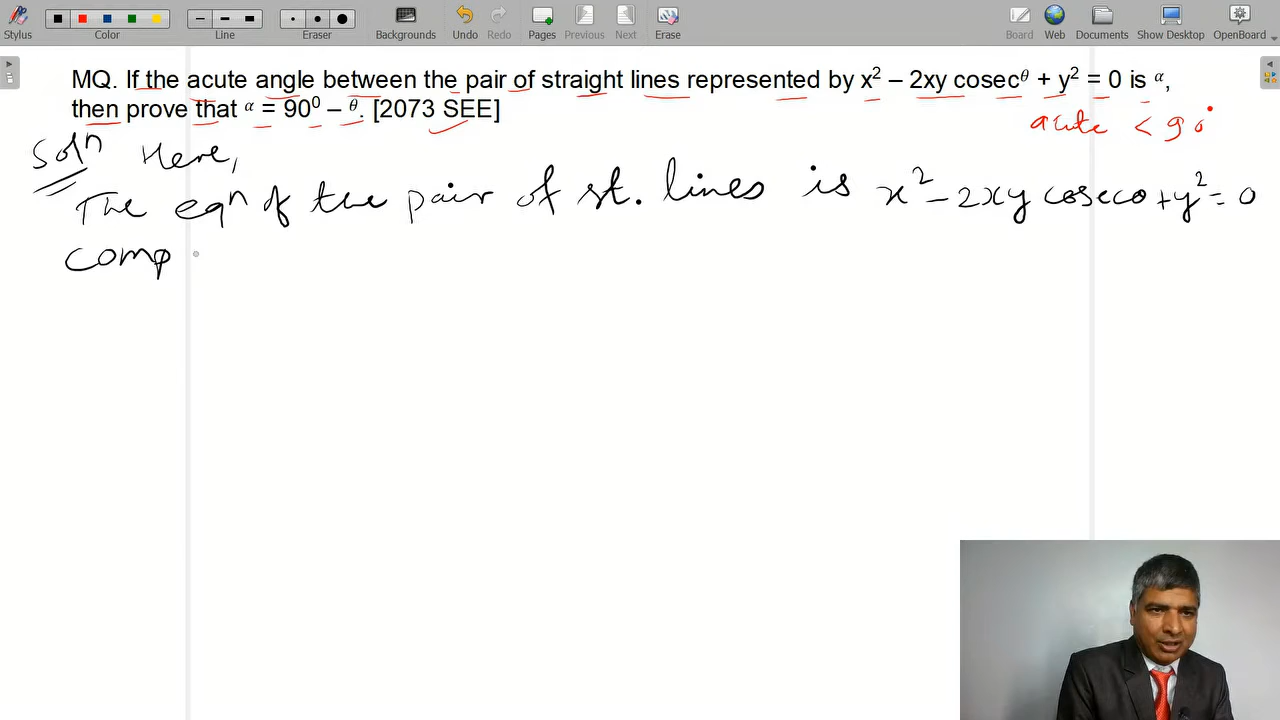 Stylus
Color
Line
Eraser
Backgrounds
Undo
Redo
Pages
Previous
Next
Erase
Board
Web
Documents
Show Desktop
OpenBoard
MQ. If the acute angle between the pair of straight lines represented by x² – 2xy cosec^θ + y² = 0 is α,
then prove that α = 90⁰ – θ. [2073 SEE]
acute < 90°
Solⁿ Here,
The eqⁿ of the pair of st. lines is x² – 2xy cosecθ + y² = 0
comp